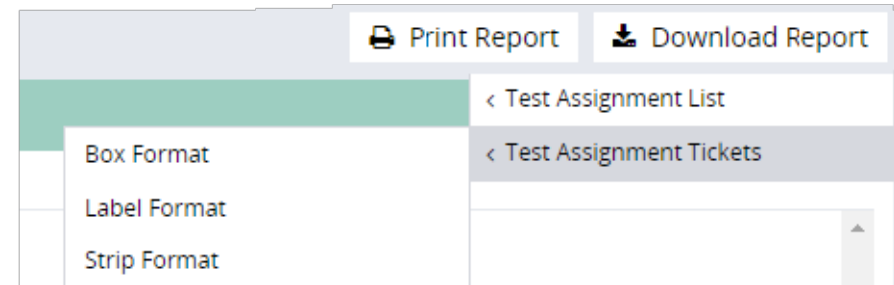 Print Report Download Report
< Test Assignment List
< Test Assignment Tickets
Box Format
Label Format
Strip Format